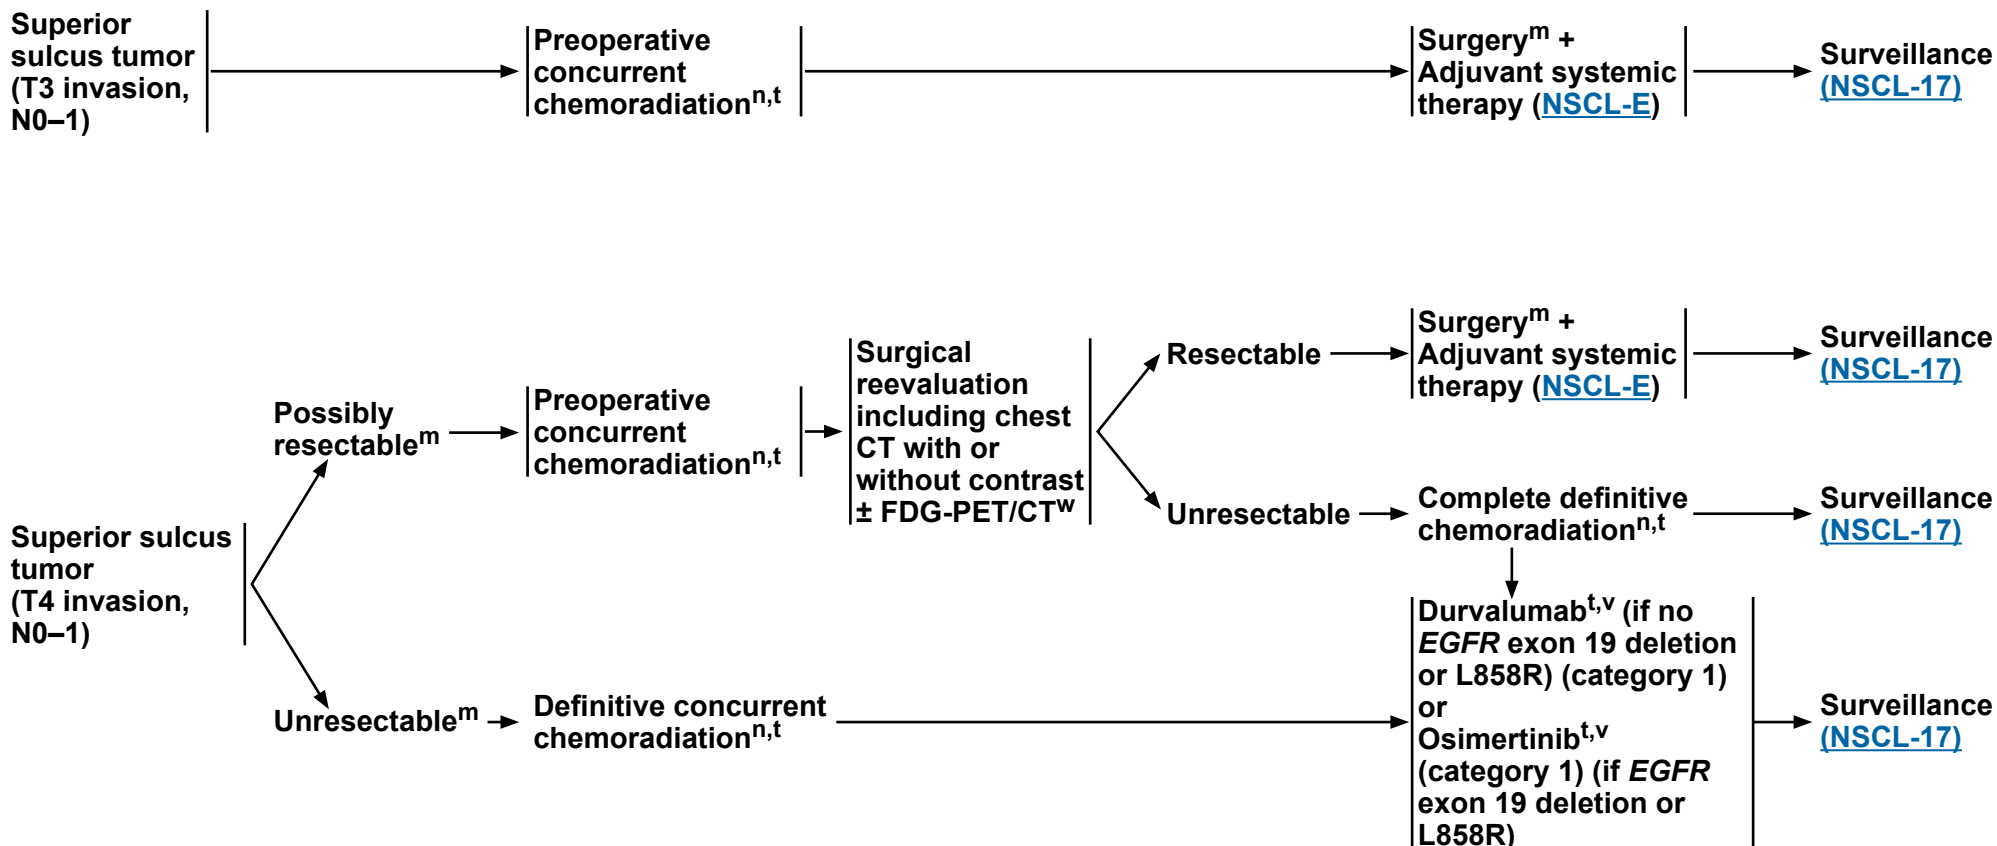 Superior
sulcus tumor
(T3 invasion,
N0–1)
Preoperative
concurrent
chemoradiationn,t
Surgerym +
Adjuvant systemic
therapy (NSCL-E)
Surveillance
(NSCL-17)
Superior sulcus
tumor
(T4 invasion,
N0–1)
Possibly
resectablem
Preoperative
concurrent
chemoradiationn,t
Surgical
reevaluation
including chest
CT with or
without contrast
± FDG-PET/CTw
Resectable
Surgerym +
Adjuvant systemic
therapy (NSCL-E)
Surveillance
(NSCL-17)
Unresectable
Complete definitive
chemoradiationn,t
Surveillance
(NSCL-17)
Unresectablem
Definitive concurrent
chemoradiationn,t
Durvalumabt,v (if no
EGFR exon 19 deletion
or L858R) (category 1)
or
Osimertinibt,v
(category 1) (if EGFR
exon 19 deletion or
L858R)
Surveillance
(NSCL-17)